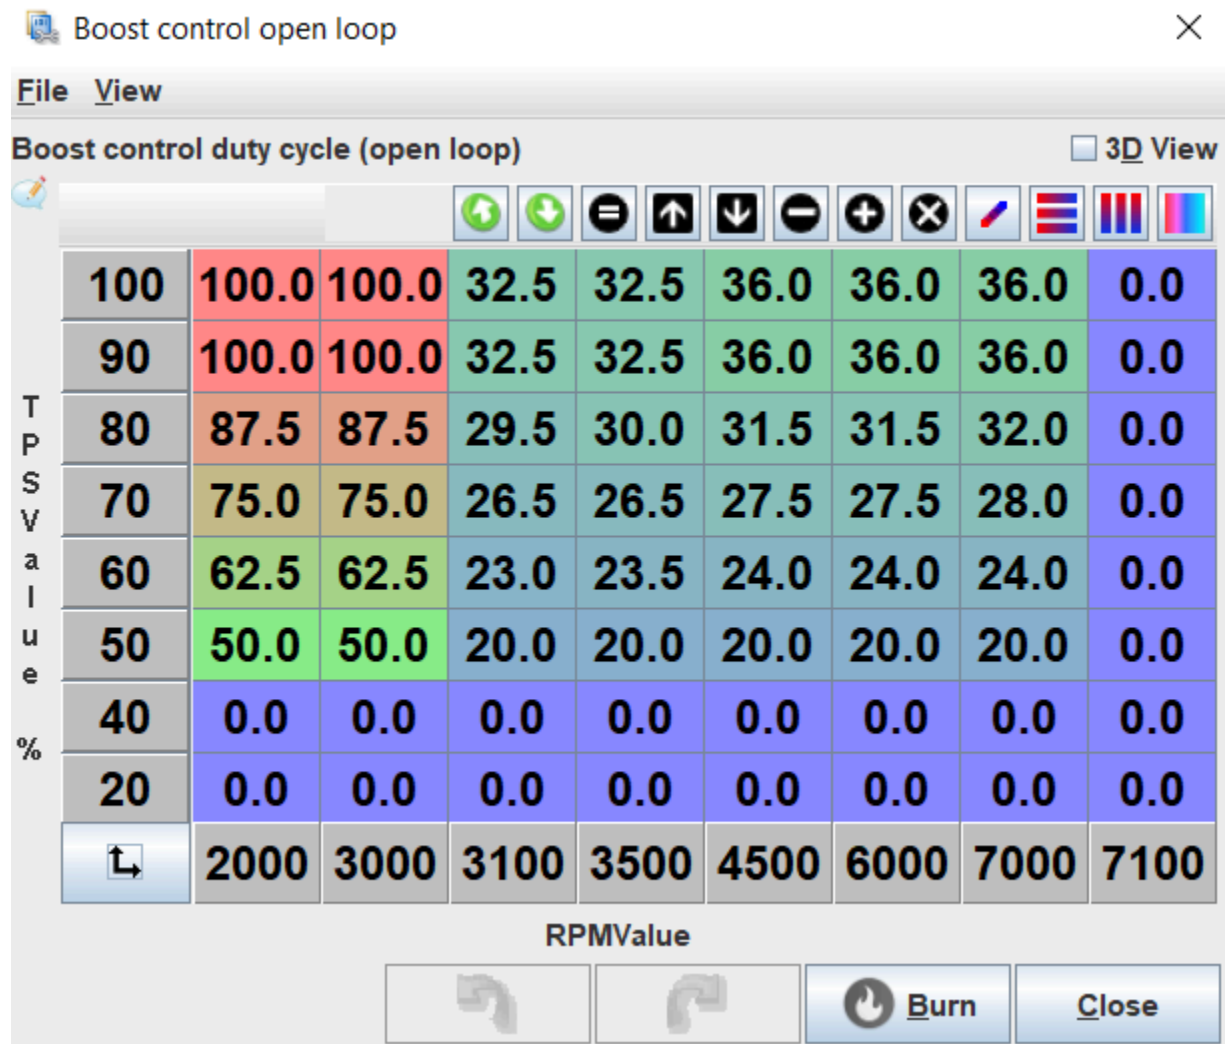 Boost control open loop
File View
Boost control duty cycle (open loop) 3D View
TPSValue %
100 100.0 100.0 32.5 32.5 36.0 36.0 36.0 0.0
90 100.0 100.0 32.5 32.5 36.0 36.0 36.0 0.0
80 87.5 87.5 29.5 30.0 31.5 31.5 32.0 0.0
70 75.0 75.0 26.5 26.5 27.5 27.5 28.0 0.0
60 62.5 62.5 23.0 23.5 24.0 24.0 24.0 0.0
50 50.0 50.0 20.0 20.0 20.0 20.0 20.0 0.0
40 0.0 0.0 0.0 0.0 0.0 0.0 0.0 0.0
20 0.0 0.0 0.0 0.0 0.0 0.0 0.0 0.0
2000 3000 3100 3500 4500 6000 7000 7100
RPMValue
Burn Close